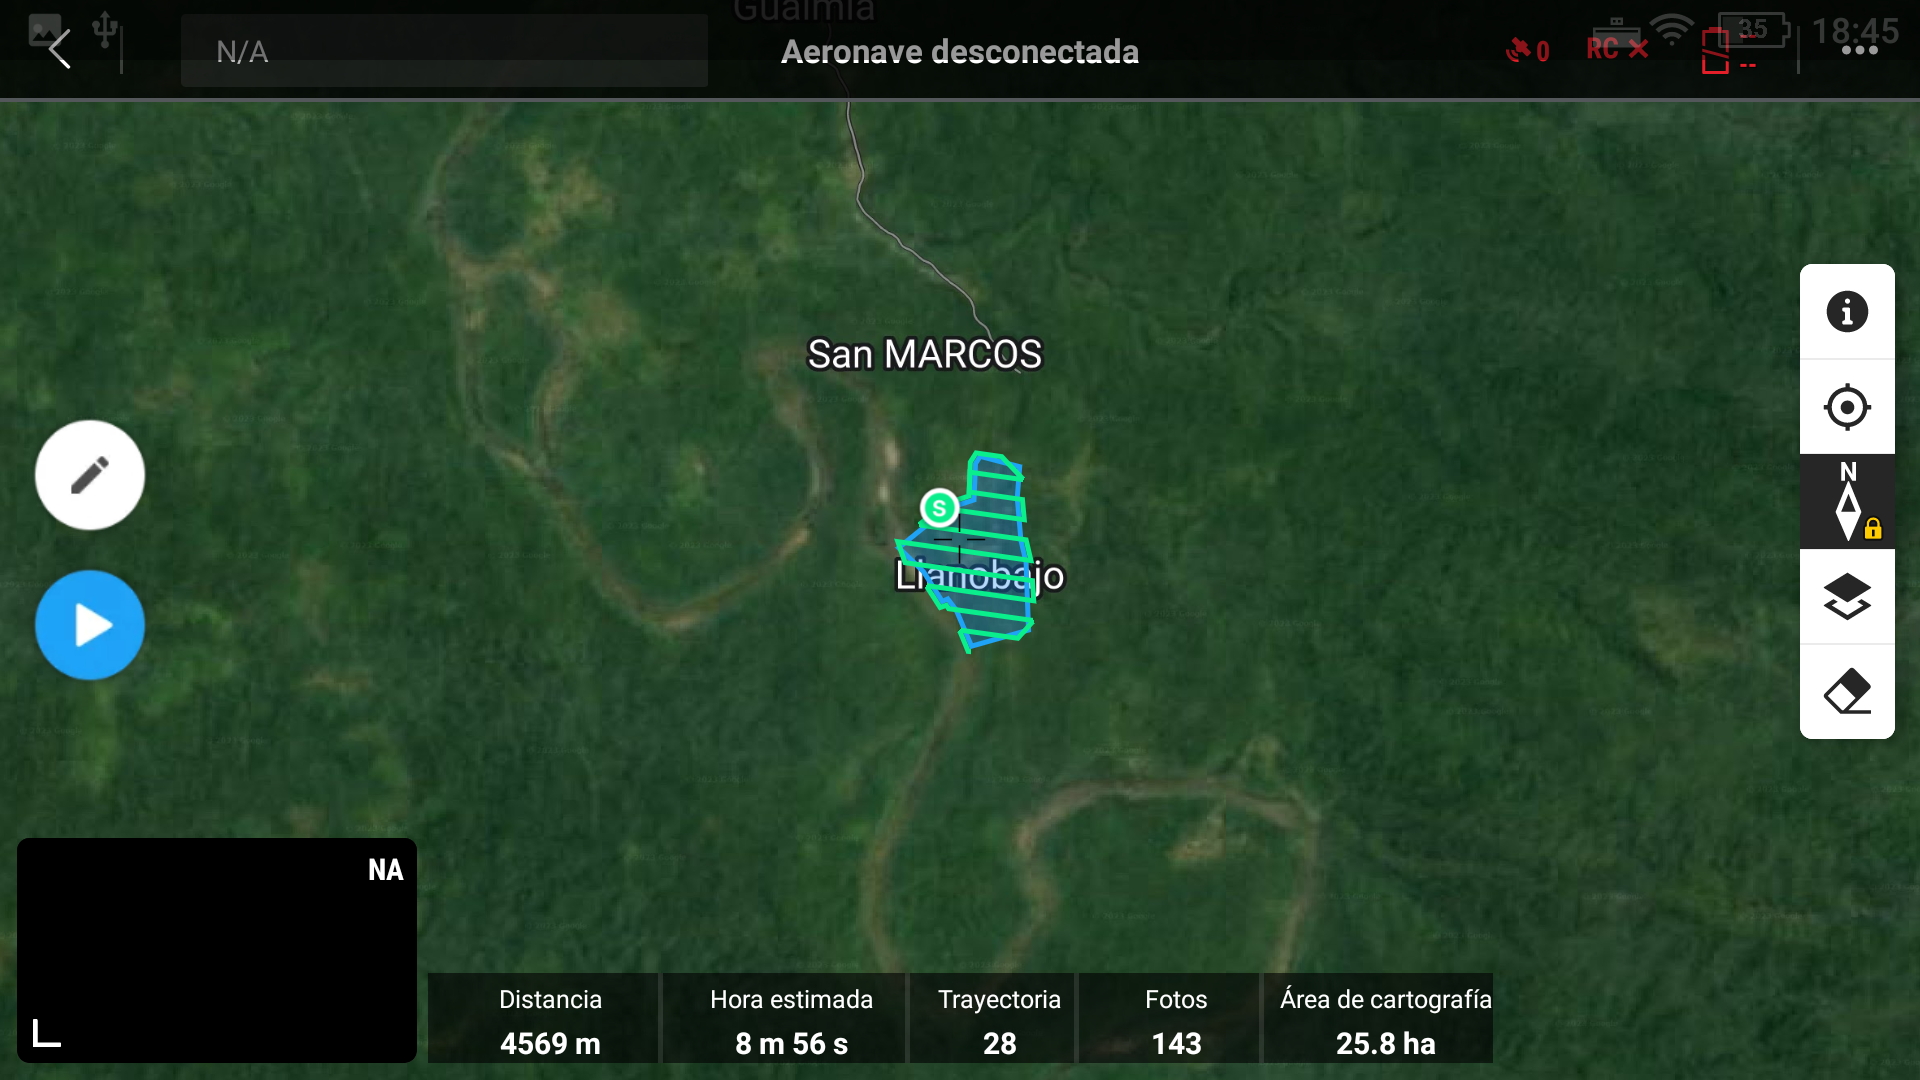 Gualmia
35
18:45
N/A
Aeronave desconectada
0
RC
--
--
San MARCOS
N
S
Llanobajo
NA
Distancia
4569 m
Hora estimada
8 m 56 s
Trayectoria
28
Fotos
143
Área de cartografía
25.8 ha